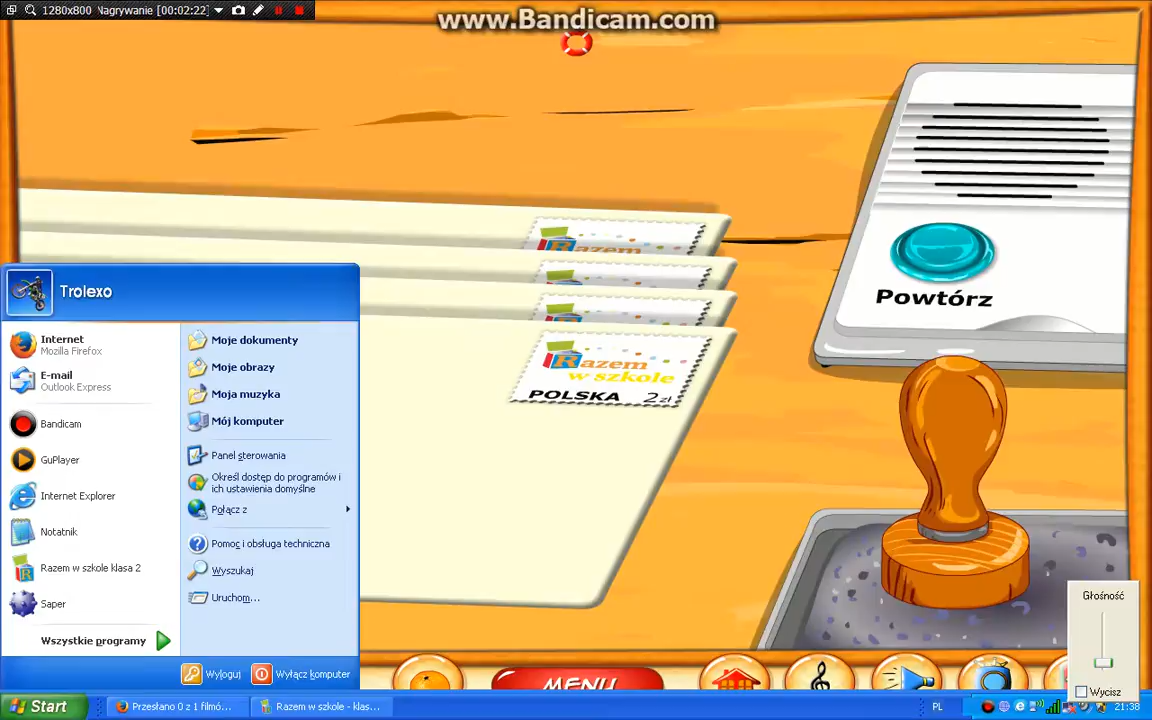 1280x800 Nagrywanie [00:02:22]
www.Bandicam.com
Powtórz
Razem
Razem
w szkole
POLSKA 2 zł
Trolexo
Internet
Mozilla Firefox
E-mail
Outlook Express
Bandicam
GuPlayer
Internet Explorer
Notatnik
Razem w szkole klasa 2
Saper
Wszystkie programy
Moje dokumenty
Moje obrazy
Moja muzyka
Mój komputer
Panel sterowania
Określ dostęp do programów i
ich ustawienia domyślne
Połącz z
Pomoc i obsługa techniczna
Wyszukaj
Uruchom...
Wyloguj
Wyłącz komputer
MENU
Głośność
Wycisz
Start
Przesłano 0 z 1 filmó...
Razem w szkole - klas...
PL
21:38